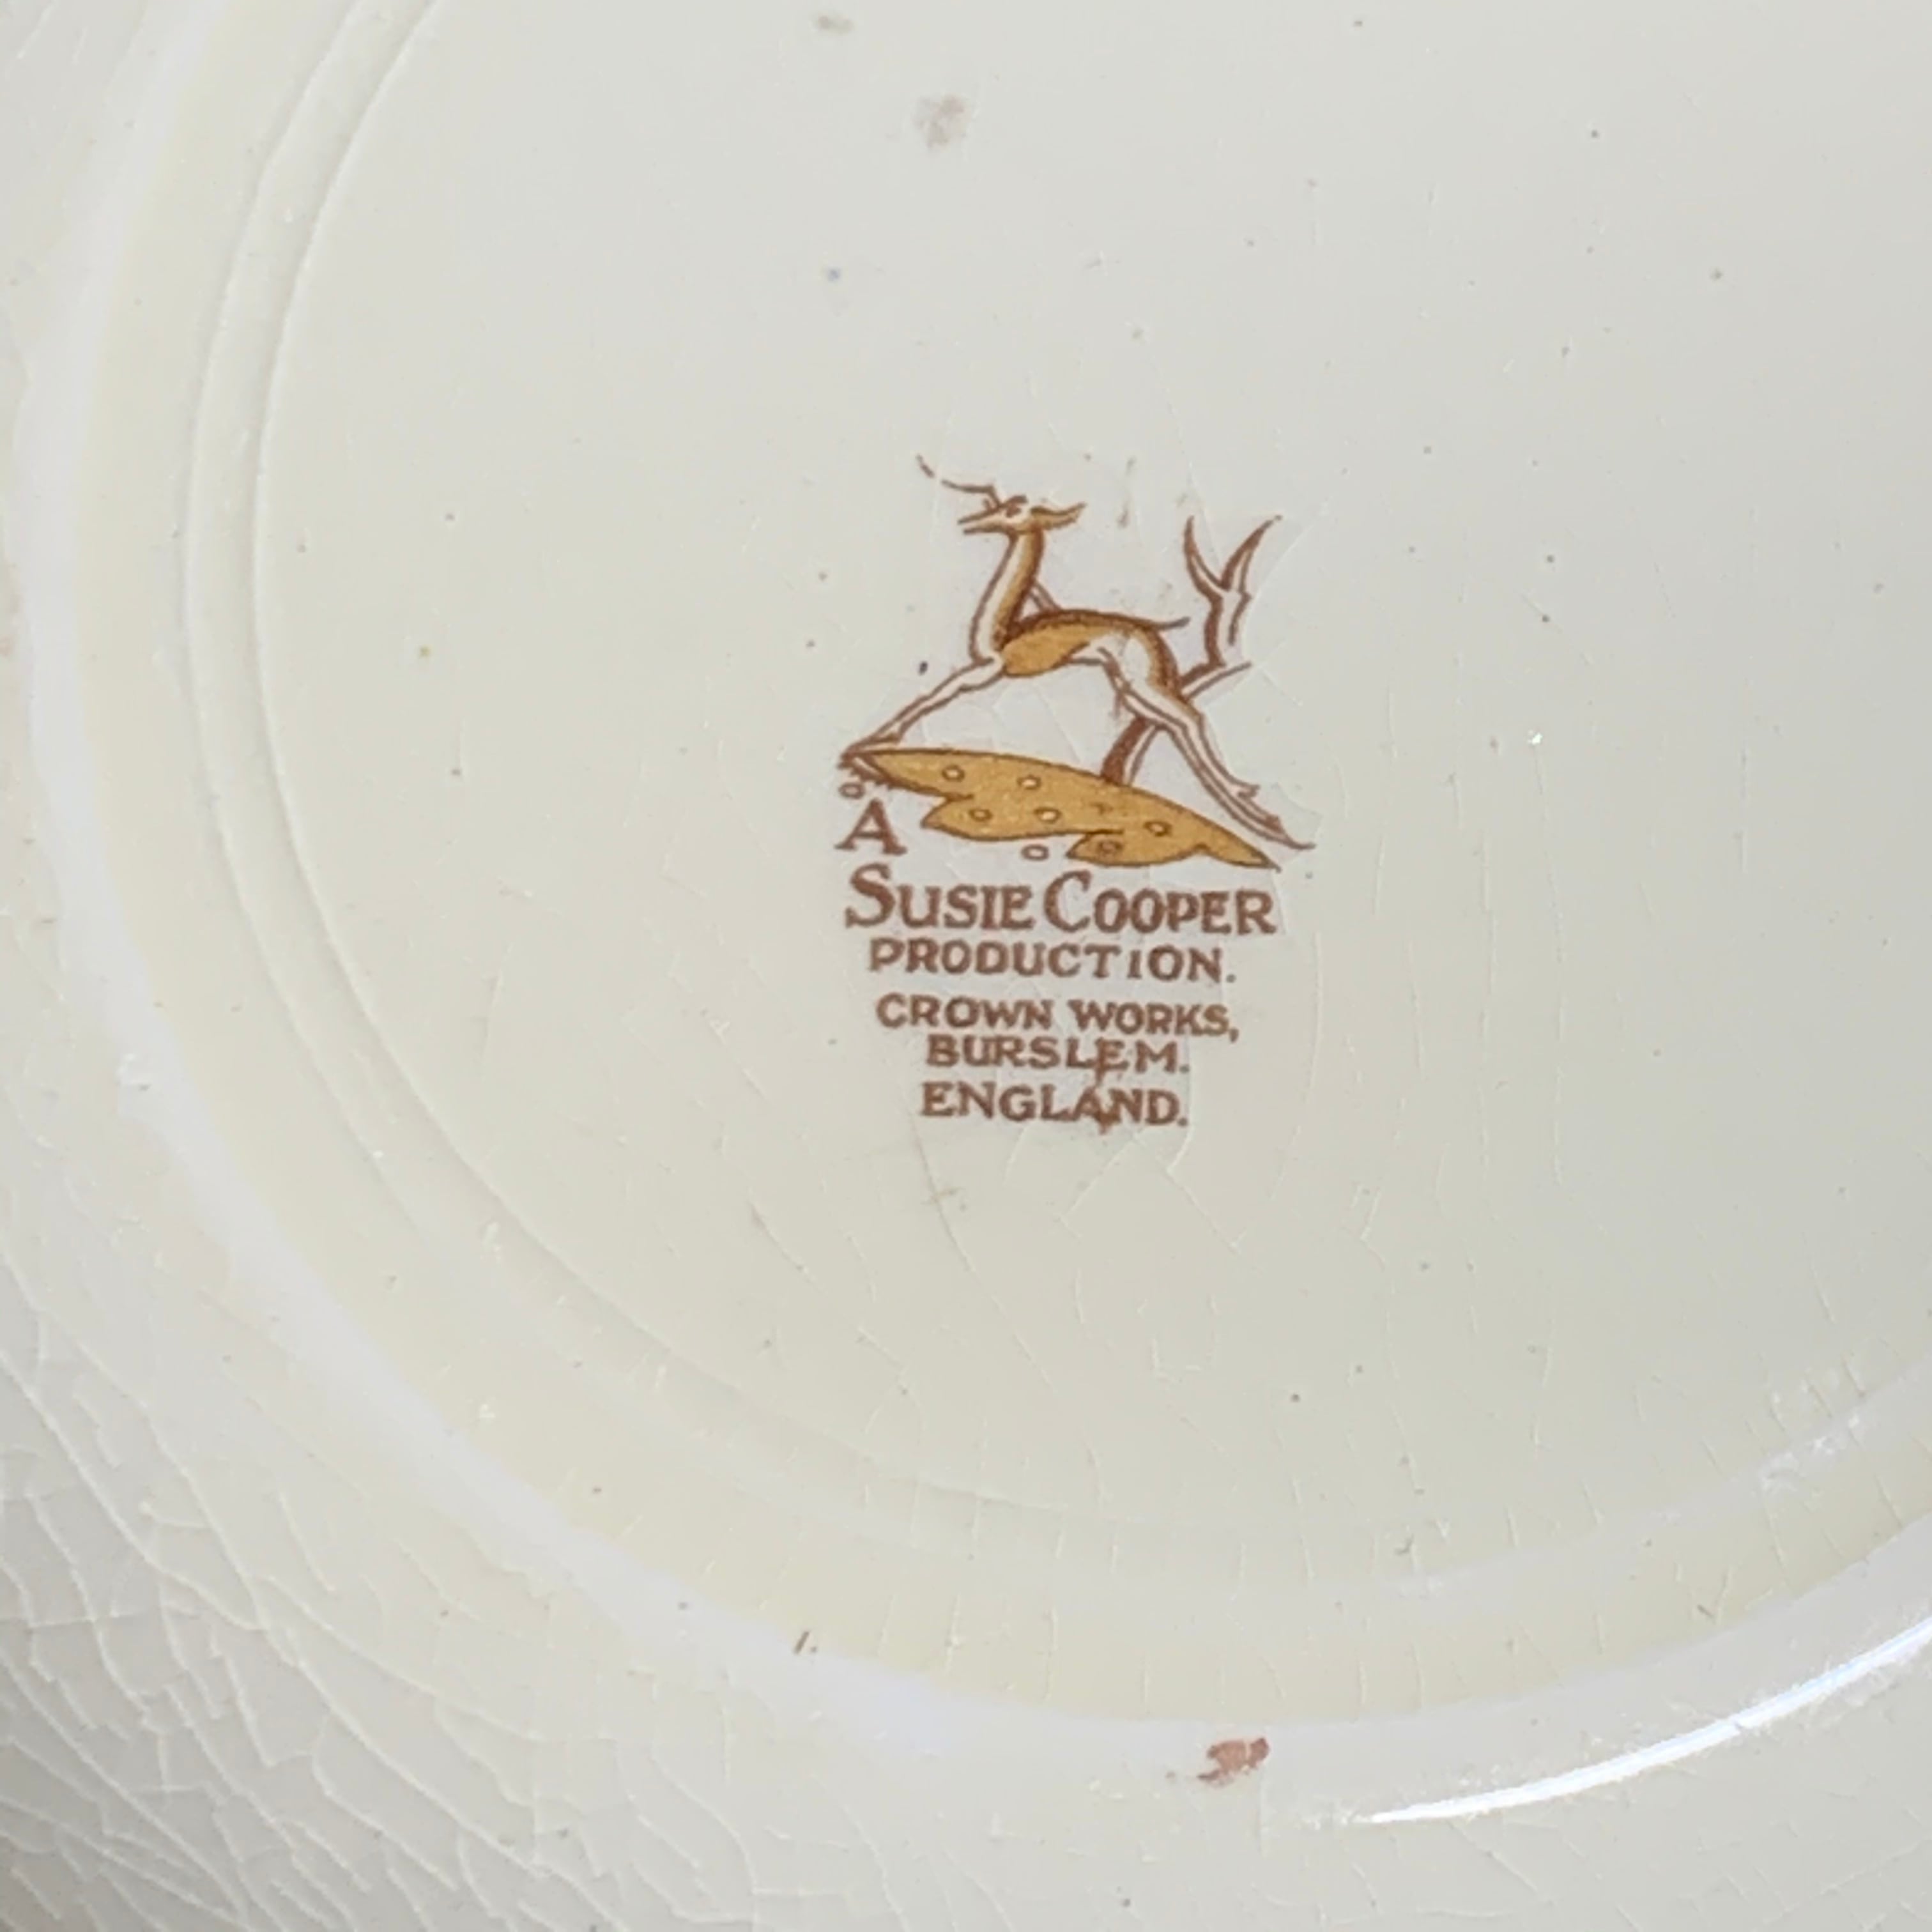 A
SUSIE COOPER
PRODUCTION.
CROWN WORKS,
BURSLEM.
ENGLAND.